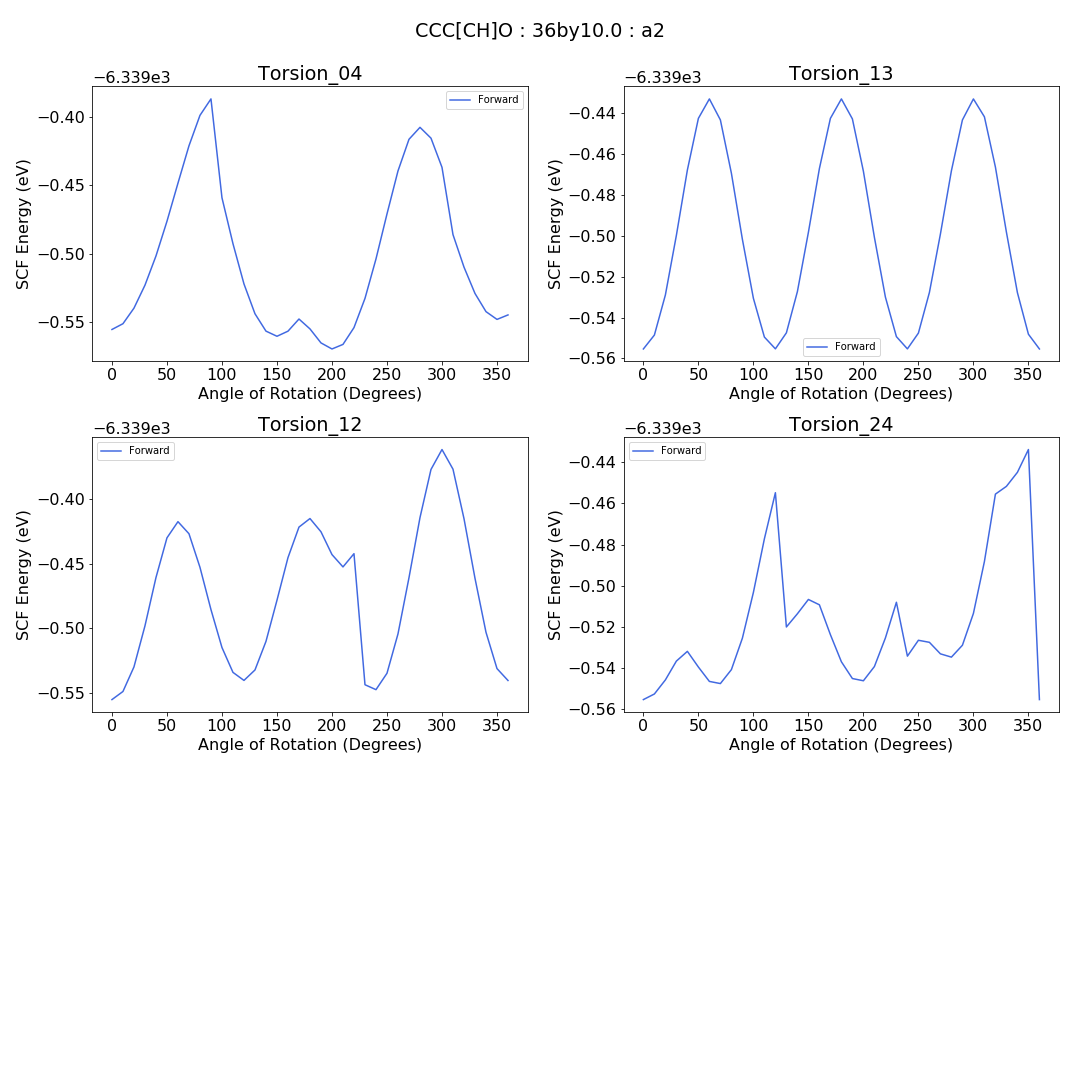 CCC[CH]O : 36by10.0 : a2
−6.339e3
Torsion_04
Forward
SCF Energy (eV)
−0.40
−0.45
−0.50
−0.55
0 50 100 150 200 250 300 350
Angle of Rotation (Degrees)
−6.339e3
Torsion_13
Forward
SCF Energy (eV)
−0.44
−0.46
−0.48
−0.50
−0.52
−0.54
−0.56
0 50 100 150 200 250 300 350
Angle of Rotation (Degrees)
−6.339e3
Torsion_12
Forward
SCF Energy (eV)
−0.40
−0.45
−0.50
−0.55
0 50 100 150 200 250 300 350
Angle of Rotation (Degrees)
−6.339e3
Torsion_24
Forward
SCF Energy (eV)
−0.44
−0.46
−0.48
−0.50
−0.52
−0.54
−0.56
0 50 100 150 200 250 300 350
Angle of Rotation (Degrees)